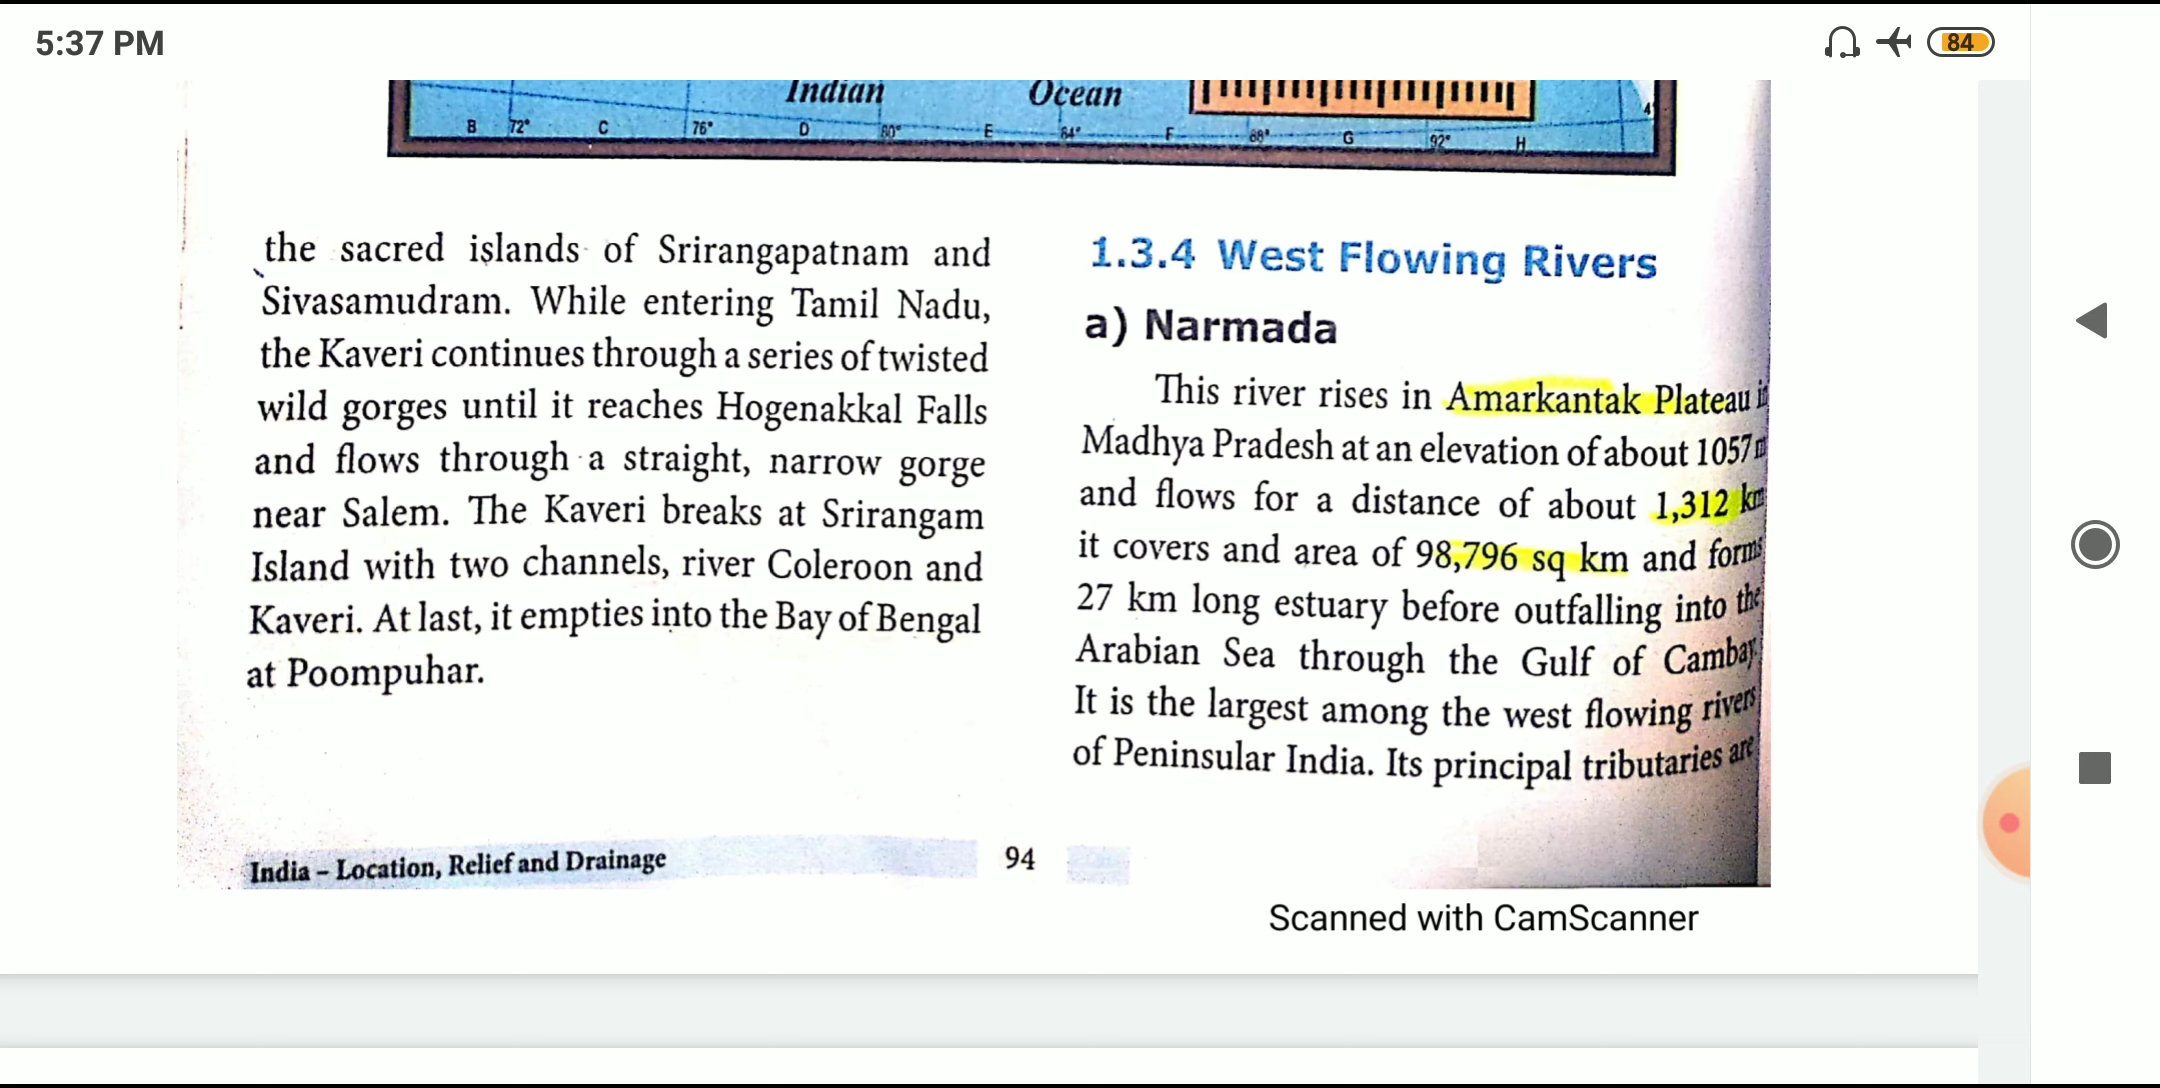 5:37 PM
84
Indian Ocean
B 72° C 76° D 80° E 84° F 88° G 92° H
4
the sacred islands of Srirangapatnam and
Sivasamudram. While entering Tamil Nadu,
the Kaveri continues through a series of twisted
wild gorges until it reaches Hogenakkal Falls
and flows through a straight, narrow gorge
near Salem. The Kaveri breaks at Srirangam
Island with two channels, river Coleroon and
Kaveri. At last, it empties into the Bay of Bengal
at Poompuhar.
1.3.4 West Flowing Rivers
a) Narmada
This river rises in Amarkantak Plateau in
Madhya Pradesh at an elevation of about 1057m
and flows for a distance of about 1,312 km
it covers and area of 98,796 sq km and forms
27 km long estuary before outfalling into the
Arabian Sea through the Gulf of Cambay.
It is the largest among the west flowing rivers
of Peninsular India. Its principal tributaries are
India – Location, Relief and Drainage
94
Scanned with CamScanner